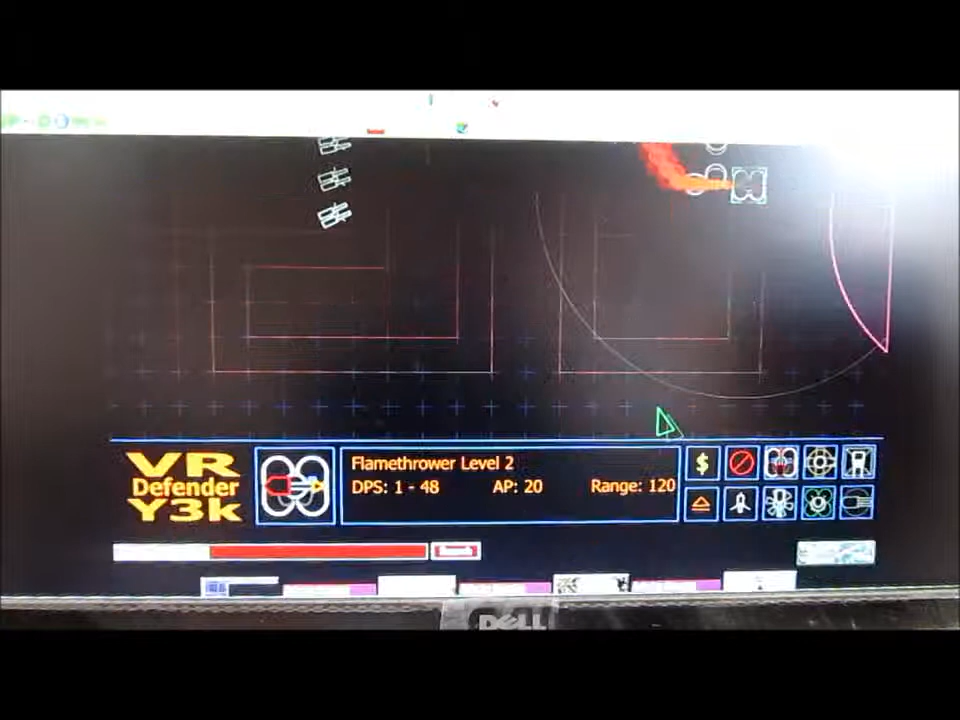 VR
Defender
Y3k
Flamethrower Level 2
DPS: 1 - 48 AP: 20 Range: 120
$
DELL